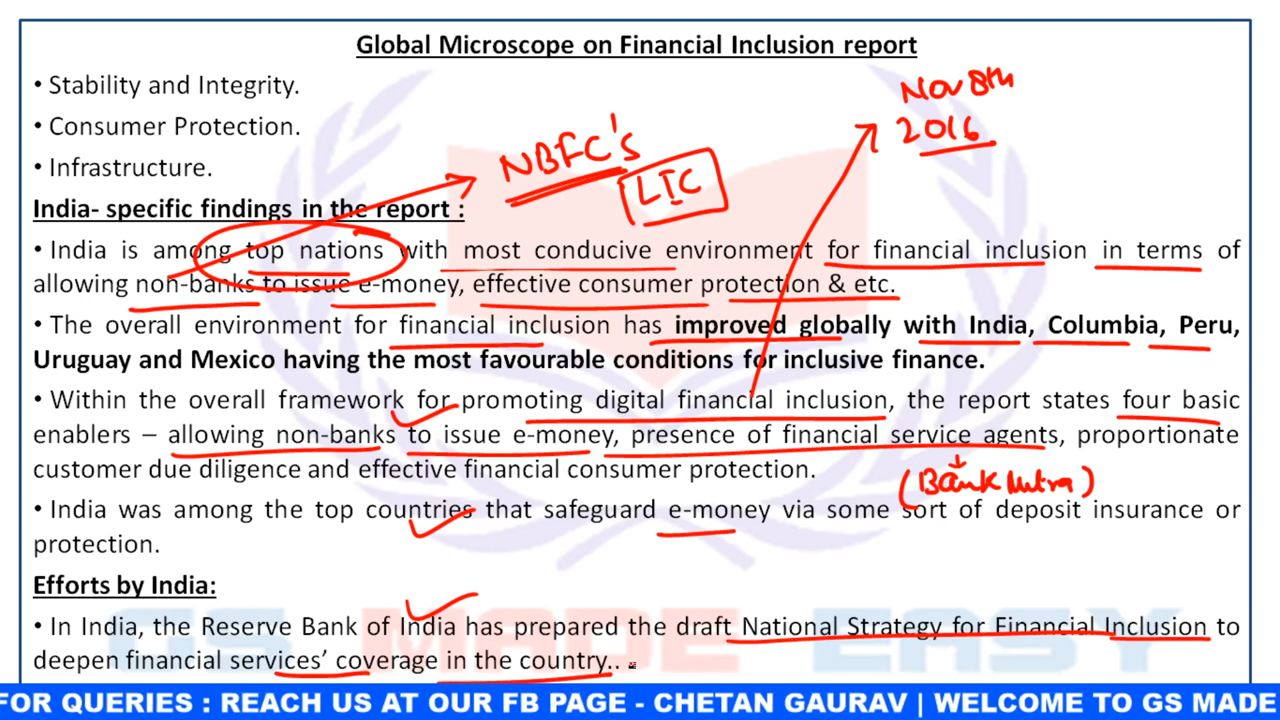 Global Microscope on Financial Inclusion report
• Stability and Integrity.
Nov 8th
2016
• Consumer Protection.
• Infrastructure.
NBFC's
LIC
India- specific findings in the report :
• India is among top nations with most conducive environment for financial inclusion in terms of
allowing non-banks to issue e-money, effective consumer protection & etc.
• The overall environment for financial inclusion has improved globally with India, Columbia, Peru,
Uruguay and Mexico having the most favourable conditions for inclusive finance.
• Within the overall framework for promoting digital financial inclusion, the report states four basic
enablers – allowing non-banks to issue e-money, presence of financial service agents, proportionate
customer due diligence and effective financial consumer protection.
(Bank Mitra)
• India was among the top countries that safeguard e-money via some sort of deposit insurance or
protection.
Efforts by India:
• In India, the Reserve Bank of India has prepared the draft National Strategy for Financial Inclusion to
deepen financial services’ coverage in the country..
GS MADE EASY
FOR QUERIES : REACH US AT OUR FB PAGE - CHETAN GAURAV | WELCOME TO GS MADE